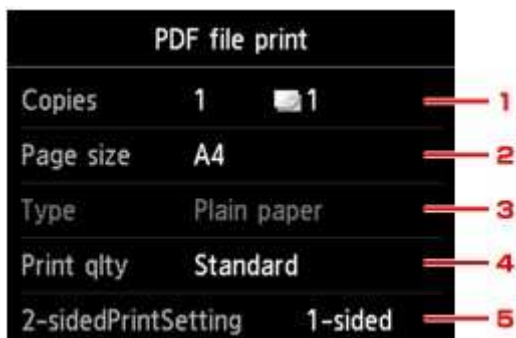 PDF file print
Copies 1 1 1
Page size A4 2
Type Plain paper 3
Print qlty Standard 4
2-sidedPrintSetting 1-sided 5